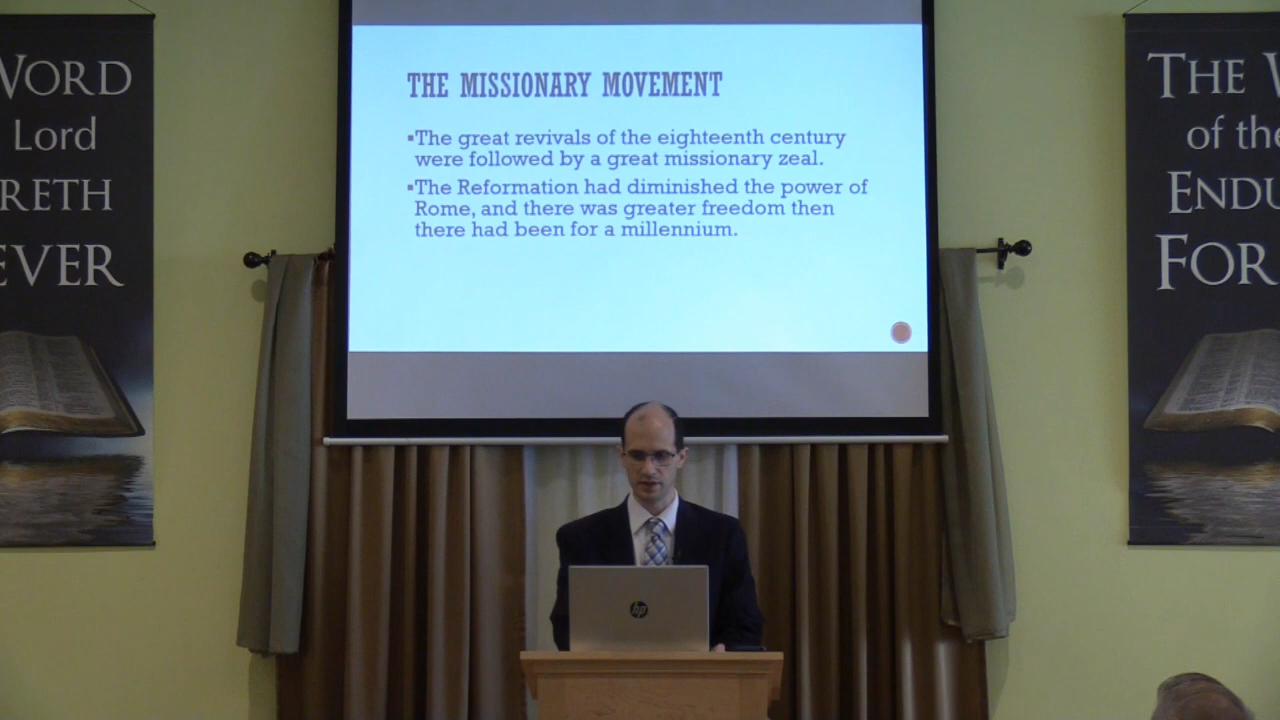 WORD
Lord
RETH
EVER
THE MISSIONARY MOVEMENT
▪The great revivals of the eighteenth century
were followed by a great missionary zeal.
▪The Reformation had diminished the power of
Rome, and there was greater freedom then
there had been for a millennium.
THE W
of the
ENDU
FOR
hp